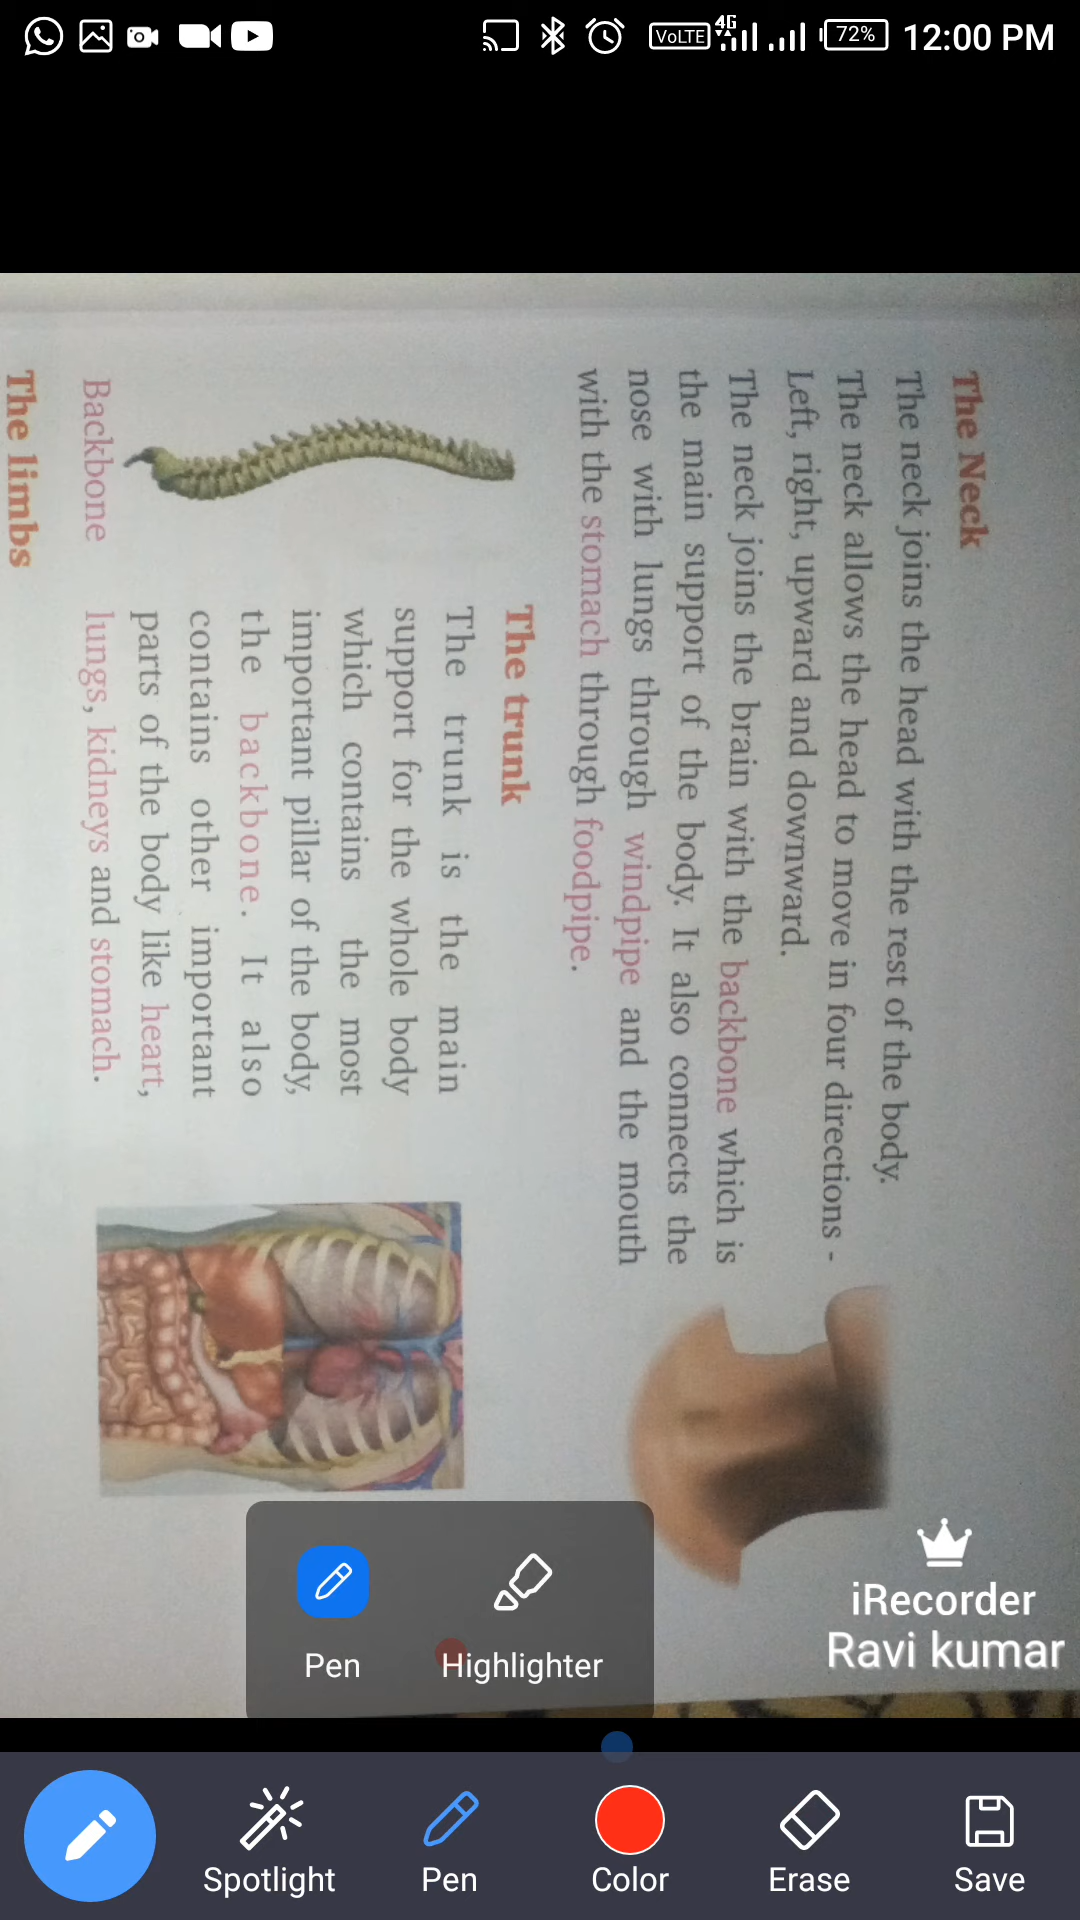 VoLTE 4G 72% 12:00 PM
The Neck
The neck joins the head with the rest of the body.
The neck allows the head to move in four directions -
Left, right, upward and downward.
The neck joins the brain with the backbone which is
the main support of the body. It also connects the
nose with lungs through windpipe and the mouth
with the stomach through foodpipe.
The trunk
The trunk is the main
support for the whole body
which contains the most
important pillar of the body,
the backbone. It also
contains other important
parts of the body like heart,
lungs, kidneys and stomach.
Backbone
The limbs
iRecorder
Ravi kumar
Pen
Highlighter
Spotlight
Pen
Color
Erase
Save